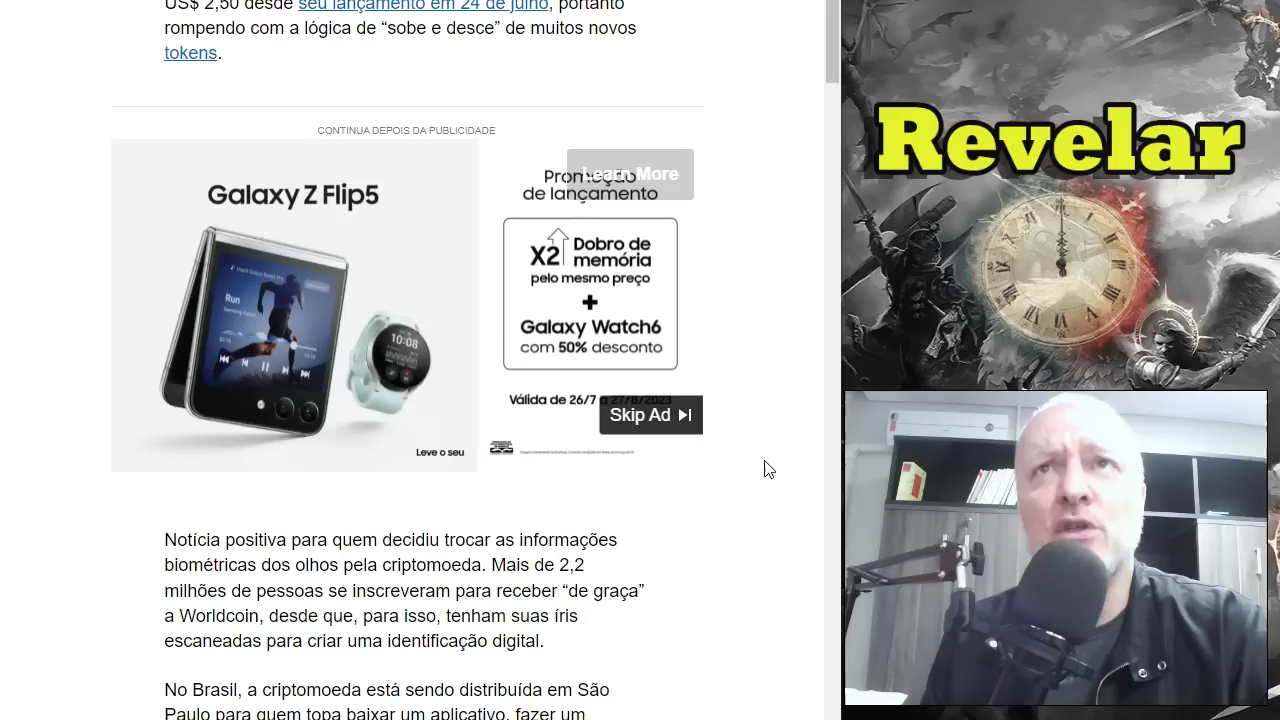 US$ 2,50 desde seu lançamento em 24 de julho, portanto
rompendo com a lógica de “sobe e desce” de muitos novos
tokens.
CONTINUA DEPOIS DA PUBLICIDADE
Galaxy Z Flip5
Run
Leve o seu
10:08
Learn More
Promoção
de lançamento
X2
Dobro de
memória
pelo mesmo preço
+
Galaxy Watch6
com 50% desconto
Válida de 26/7 a 27/8/2023
Skip Ad
Notícia positiva para quem decidiu trocar as informações
biométricas dos olhos pela criptomoeda. Mais de 2,2
milhões de pessoas se inscreveram para receber “de graça”
a Worldcoin, desde que, para isso, tenham suas íris
escaneadas para criar uma identificação digital.
No Brasil, a criptomoeda está sendo distribuída em São
Paulo para quem topa baixar um aplicativo, fazer um
Revelar